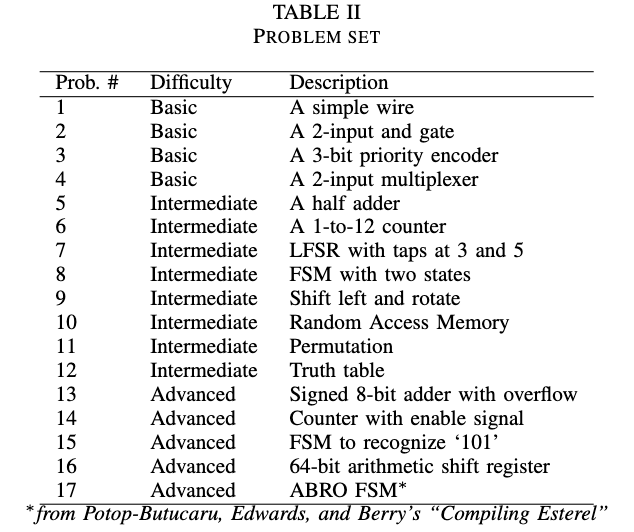 TABLE II
PROBLEM SET
Prob. # Difficulty Description
1 Basic A simple wire
2 Basic A 2-input and gate
3 Basic A 3-bit priority encoder
4 Basic A 2-input multiplexer
5 Intermediate A half adder
6 Intermediate A 1-to-12 counter
7 Intermediate LFSR with taps at 3 and 5
8 Intermediate FSM with two states
9 Intermediate Shift left and rotate
10 Intermediate Random Access Memory
11 Intermediate Permutation
12 Intermediate Truth table
13 Advanced Signed 8-bit adder with overflow
14 Advanced Counter with enable signal
15 Advanced FSM to recognize ‘101’
16 Advanced 64-bit arithmetic shift register
17 Advanced ABRO FSM*
*from Potop-Butucaru, Edwards, and Berry’s “Compiling Esterel”